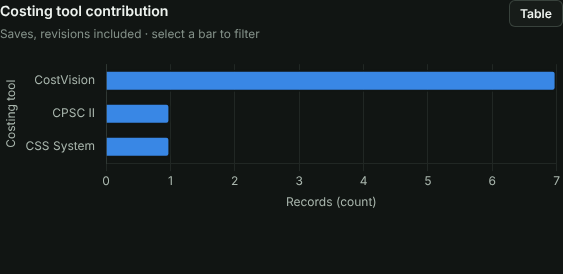 Costing tool contribution
Table
Saves, revisions included · select a bar to filter
Costing tool
CostVision
CPSC II
CSS System
0 1 2 3 4 5 6 7
Records (count)